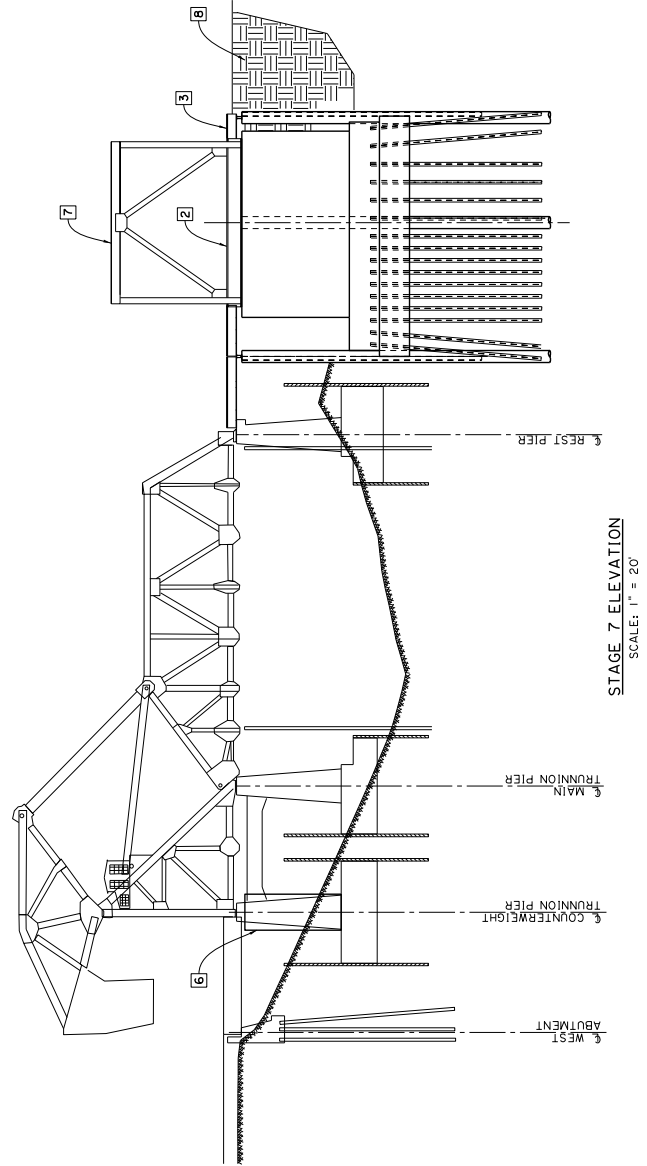 8
3
7
2
℄ REST PIER
℄ MAIN
TRUNNION PIER
℄ COUNTERWEIGHT
TRUNNION PIER
6
℄ WEST
ABUTMENT
STAGE 7 ELEVATION
SCALE: 1" = 20'